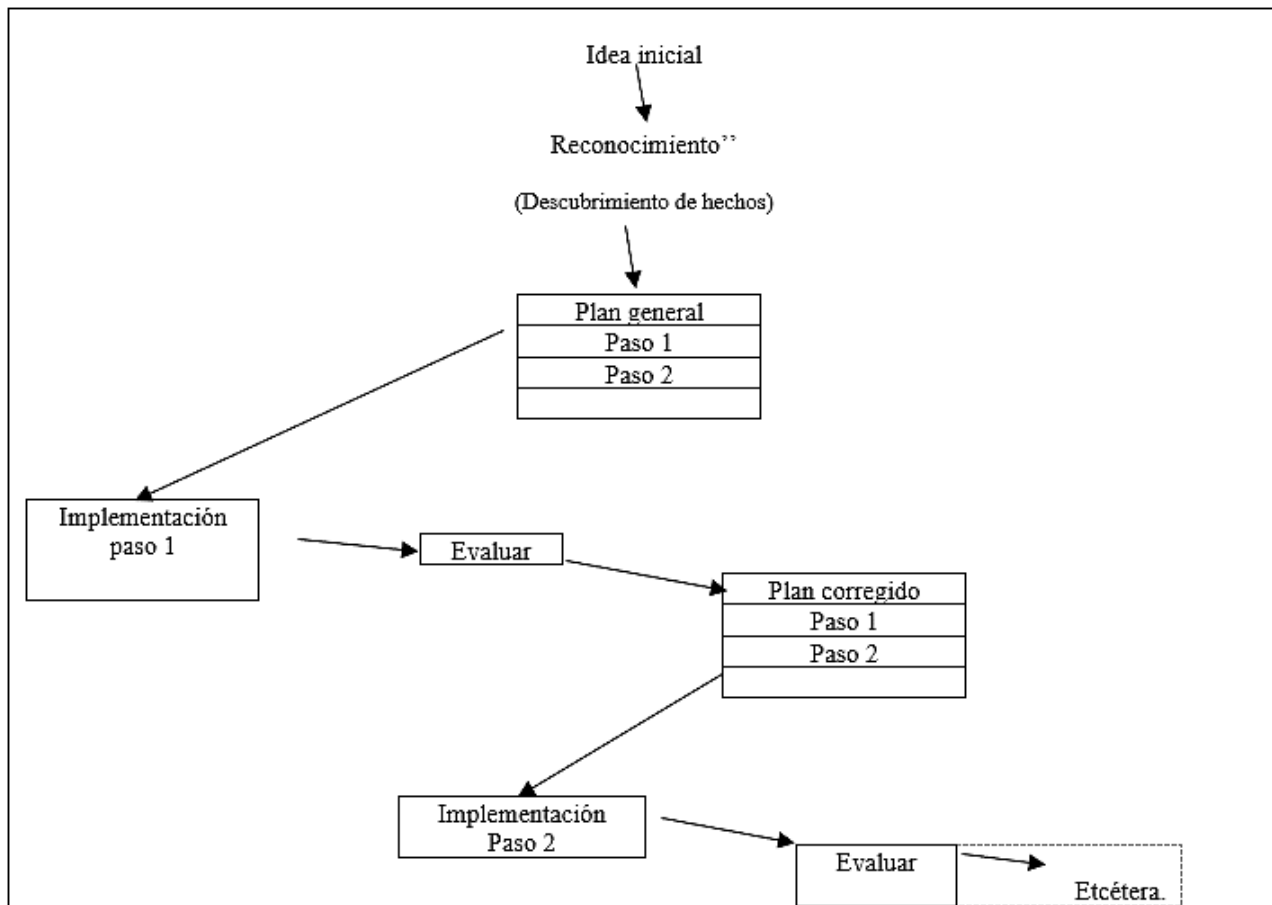 Idea inicial
Reconocimiento’’
(Descubrimiento de hechos)
Plan general
Paso 1
Paso 2
Implementación
paso 1
Evaluar
Plan corregido
Paso 1
Paso 2
Implementación
Paso 2
Evaluar
Etcétera.